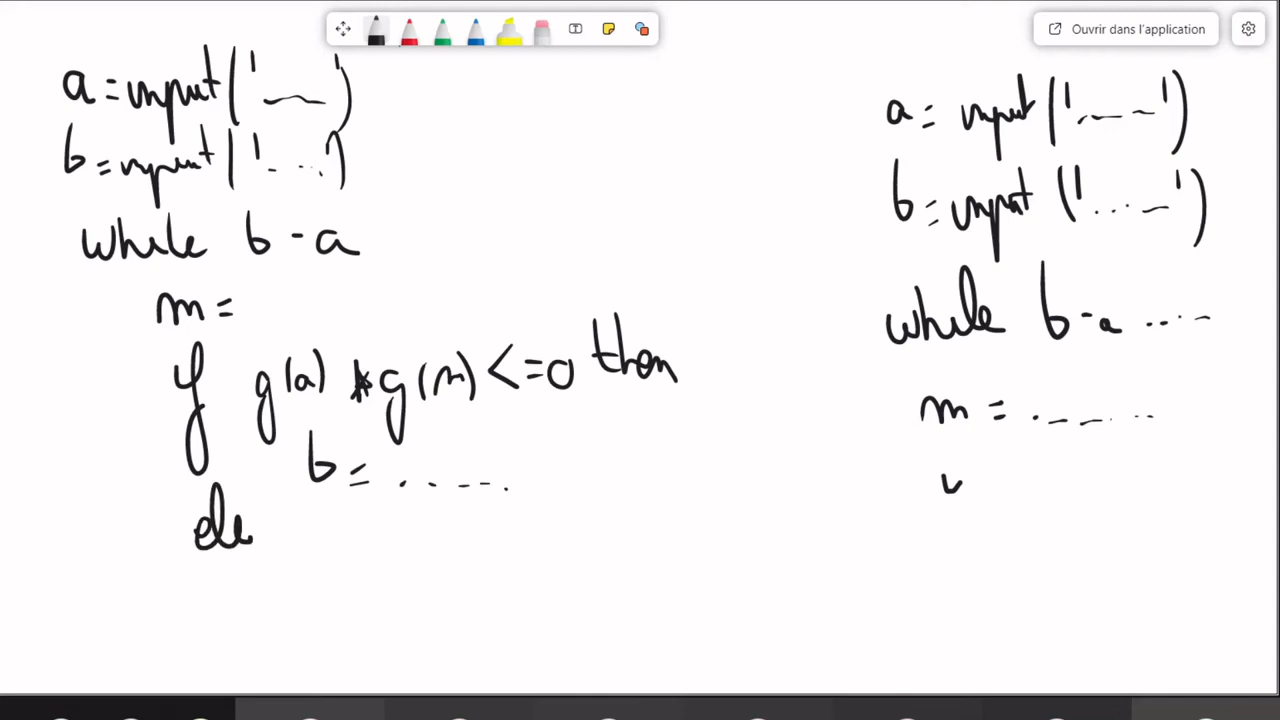 Ouvrir dans l'application
a = input('.....')
b = input('.....')
while b - a
m =
if g(a) * g(m) <= 0 then
b = .....
else
a = input('.....')
b = input('.....')
while b - a .....
m = .....